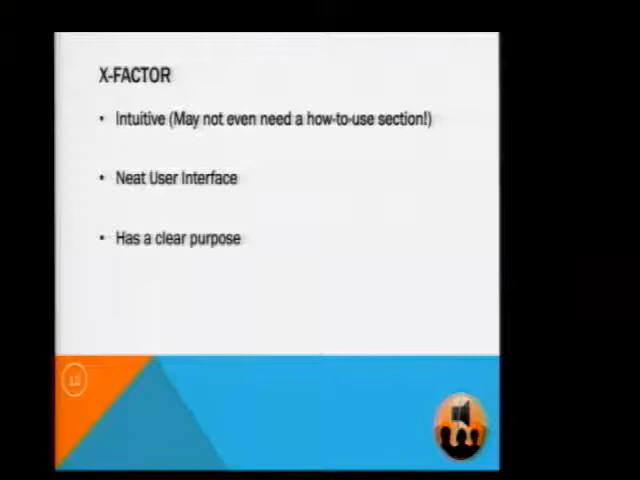 X-FACTOR
• Intuitive (May not even need a how-to-use section!)
• Neat User Interface
• Has a clear purpose